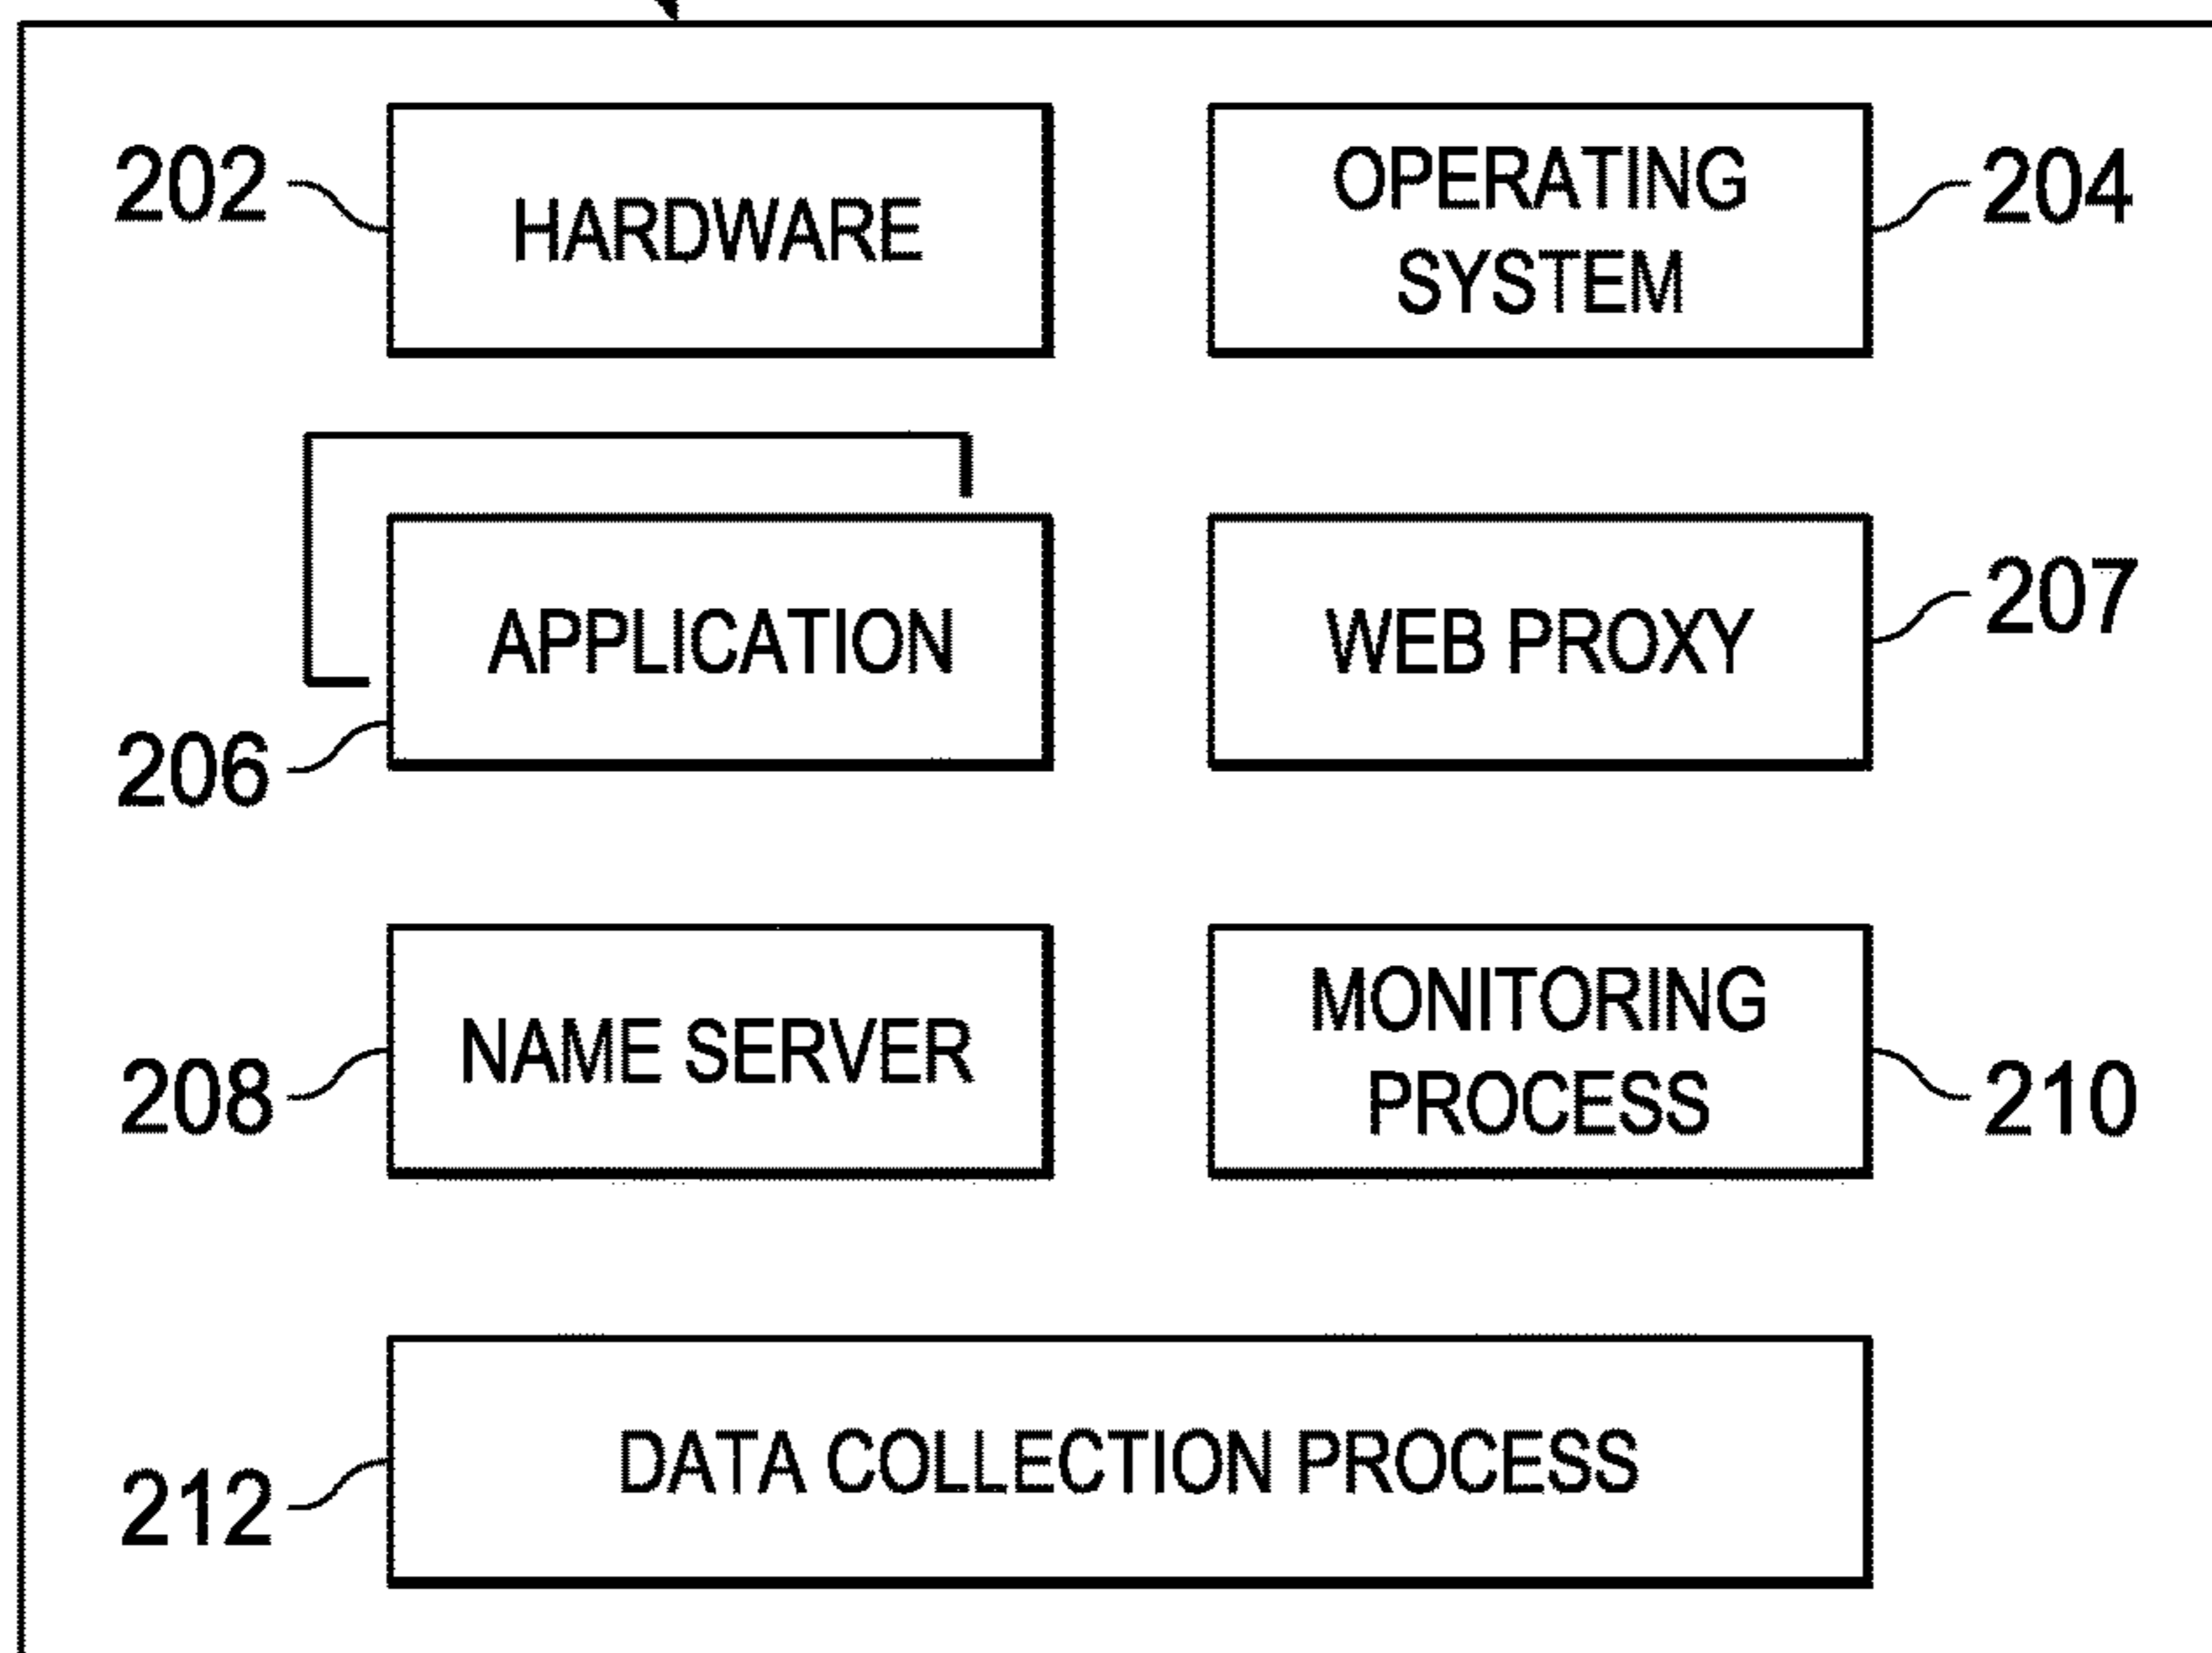 202
HARDWARE
OPERATING
SYSTEM
204
APPLICATION
206
WEB PROXY
207
208
NAME SERVER
MONITORING
PROCESS
210
212
DATA COLLECTION PROCESS